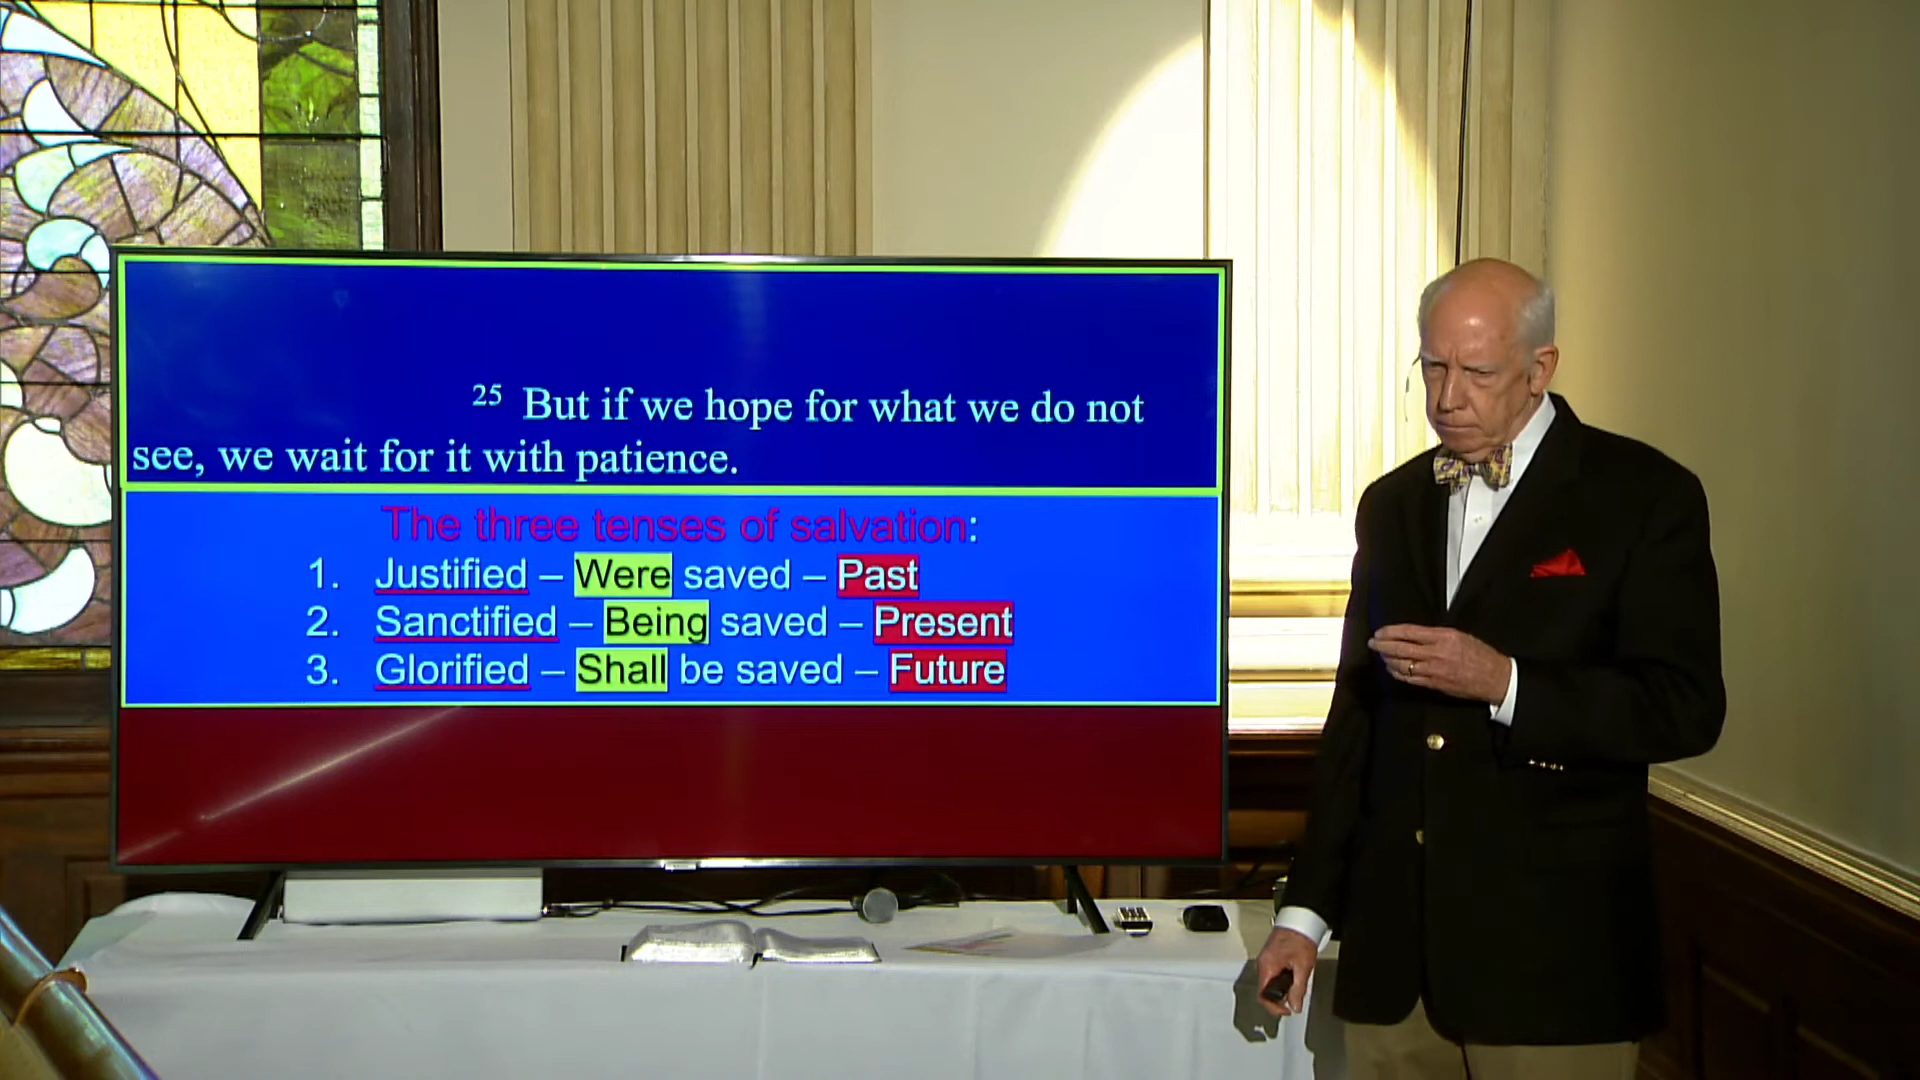 25 But if we hope for what we do not
see, we wait for it with patience.
The three tenses of salvation:
1. Justified – Were saved – Past
2. Sanctified – Being saved – Present
3. Glorified – Shall be saved – Future